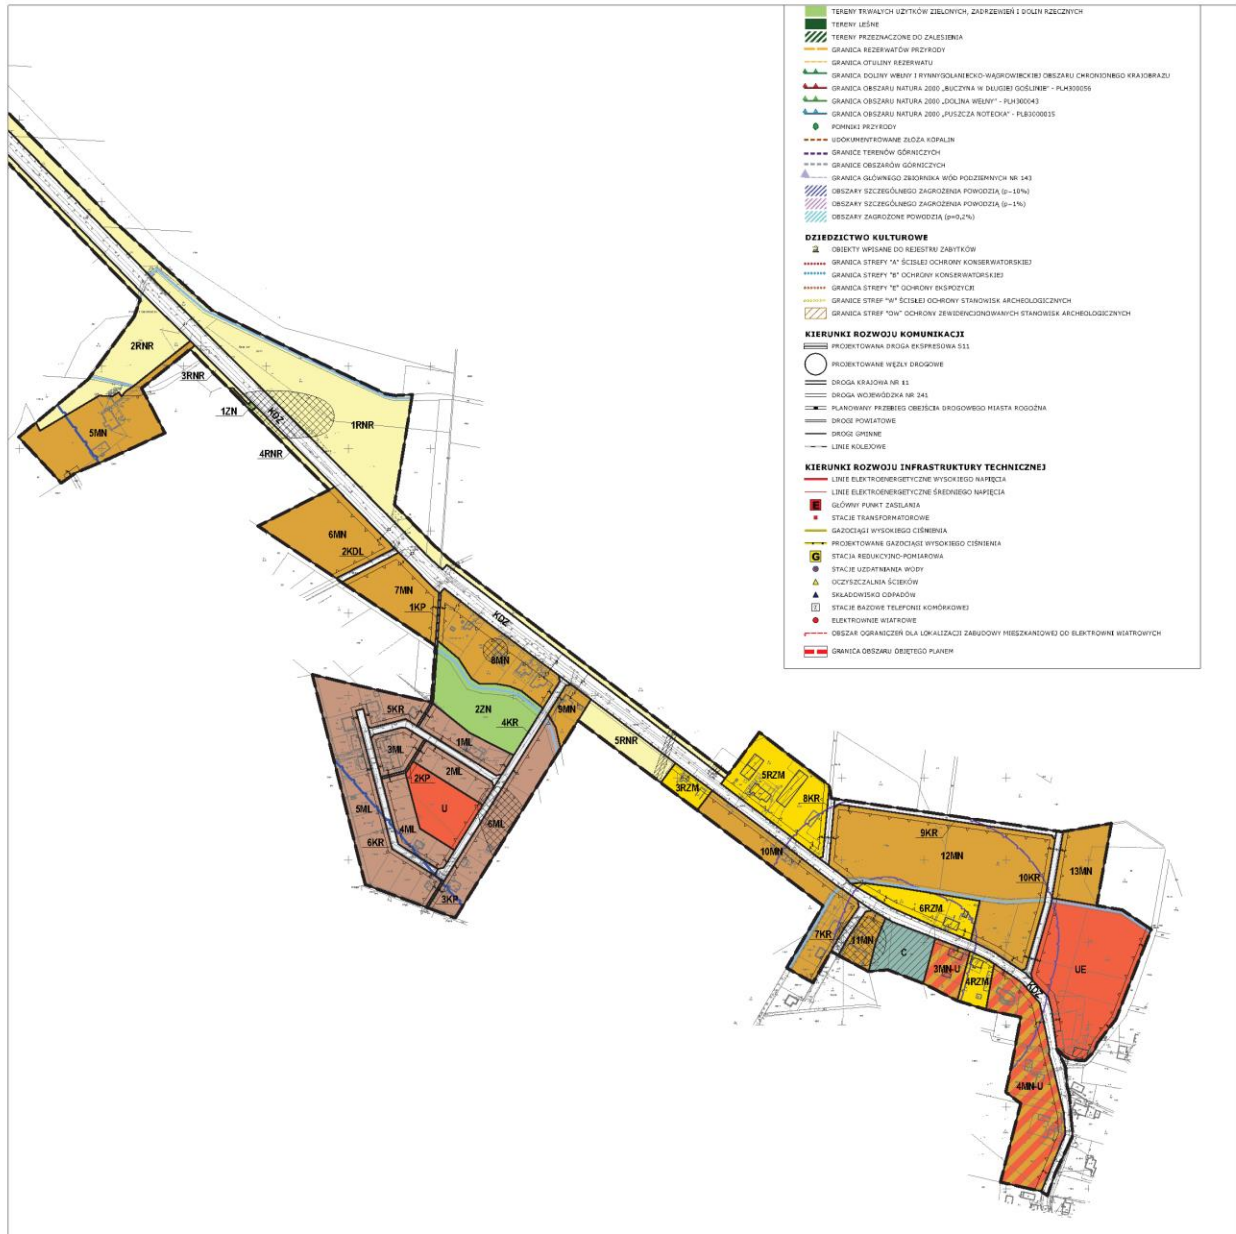 TERENY TRWAŁYCH UŻYTKÓW ZIELONYCH, ZADRZEWIEŃ I DOLIN RZECZNYCH
TERENY LEŚNE
TERENY PRZEZNACZONE DO ZALESIENIA
GRANICA REZERWATÓW PRZYRODY
GRANICA OTULINY REZERWATU
GRANICA DOLINY WEŁNY I RYNNYGOŁANIECKO-WĄGROWIECKIEJ OBSZARU CHRONIONEGO KRAJOBRAZU
GRANICA OBSZARU NATURA 2000 „BUCZYNA W DŁUGIEJ GOŚLINIE" - PLH300056
GRANICA OBSZARU NATURA 2000 „DOLINA WEŁNY" - PLH300043
GRANICA OBSZARU NATURA 2000 „PUSZCZA NOTECKA" - PLB3000015
POMNIKI PRZYRODY
UDOKUMENTROWANE ZŁOŻA KOPALIN
GRANICE TERENÓW GÓRNICZYCH
GRANICE OBSZARÓW GÓRNICZYCH
GRANICA GŁÓWNEGO ZBIORNIKA WÓD PODZIEMNYCH NR 143
OBSZARY SZCZEGÓLNEGO ZAGROŻENIA POWODZIĄ (p=10%)
OBSZARY SZCZEGÓLNEGO ZAGROŻENIA POWODZIĄ (p=1%)
OBSZARY ZAGROŻONE POWODZIĄ (p=0,2%)
DZIEDZICTWO KULTUROWE
OBIEKTY WPISANE DO REJESTRU ZABYTKÓW
GRANICA STREFY "A" ŚCISŁEJ OCHRONY KONSERWATORSKIEJ
GRANICA STREFY "B" OCHRONY KONSERWATORSKIEJ
GRANICA STREFY "E" OCHRONY EKSPOZYCJI
GRANICE STREF "W" ŚCISŁEJ OCHRONY STANOWISK ARCHEOLOGICZNYCH
GRANICA STREF "OW" OCHRONY ZEWIDENCJONOWANYCH STANOWISK ARCHEOLOGICZNYCH
KIERUNKI ROZWOJU KOMUNIKACJI
PROJEKTOWANA DROGA EKSPRESOWA S11
PROJEKTOWANE WĘZŁY DROGOWE
DROGA KRAJOWA NR 11
DROGA WOJEWÓDZKA NR 241
PLANOWANY PRZEBIEG OBEJŚCIA DROGOWEGO MIASTA ROGOŹNA
DROGI POWIATOWE
DROGI GMINNE
LINIE KOLEJOWE
KIERUNKI ROZWOJU INFRASTRUKTURY TECHNICZNEJ
LINIE ELEKTROENERGETYCZNE WYSOKIEGO NAPIĘCIA
LINIE ELEKTROENERGETYCZNE ŚREDNIEGO NAPIĘCIA
E GŁÓWNY PUNKT ZASILANIA
STACJE TRANSFORMATOROWE
GAZOCIĄGI WYSOKIEGO CIŚNIENIA
PROJEKTOWANE GAZOCIĄGI WYSOKIEGO CIŚNIENIA
G STACJA REDUKCYJNO-POMIAROWA
STACJE UZDATNIANIA WODY
OCZYSZCZALNIA ŚCIEKÓW
SKŁADOWISKO ODPADÓW
STACJE BAZOWE TELEFONII KOMÓRKOWEJ
ELEKTROWNIE WIATROWE
OBSZAR OGRANICZEŃ DLA LOKALIZACJI ZABUDOWY MIESZKANIOWEJ OD ELEKTROWNI WIATROWYCH
GRANICA OBSZARU OBJĘTEGO PLANEM
2RNR
3RNR
1ZN
KDZ
1RNR
5MN
4RNR
6MN
2KDL
7MN
1KP
KDZ
8MN
2ZN
5KR
4KR
9MN
1ML
5RNR
3ML
2ML
2KP
U
5ML
4ML
6ML
6KR
3KP
5RZM
3RZM
8KR
9KR
10MN
12MN
10KR
13MN
6RZM
7KR
11MN
C
3MN-U
4RZM
KDZ
UE
4MN-U